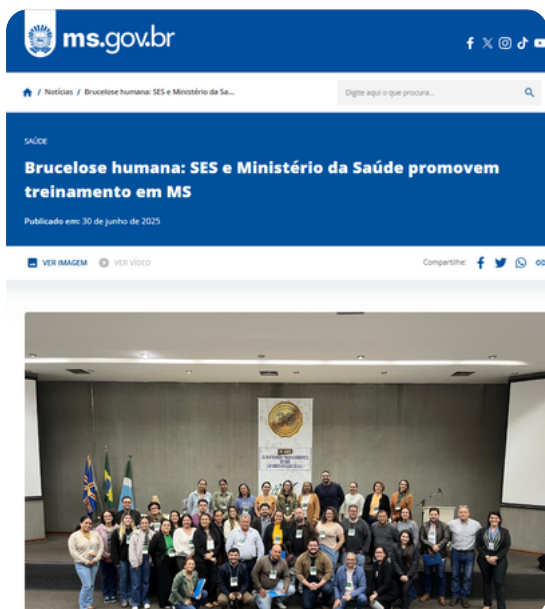 ms.gov.br
/ Notícias / Brucelose humana: SES e Ministério da Sa...
Digite aqui o que procura...
SAÚDE
Brucelose humana: SES e Ministério da Saúde promovem
treinamento em MS
Publicado em: 30 de junho de 2025
VER IMAGEM
VER VÍDEO
Compartilhe: